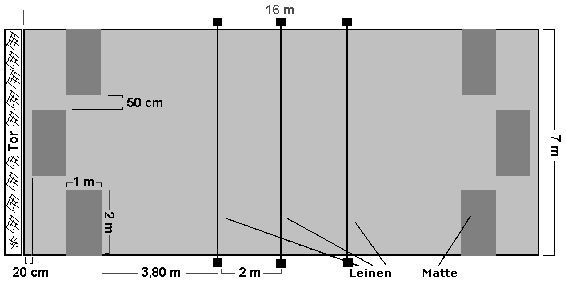 16 m
50 cm
Tor
7 m
1 m
2 m
20 cm
3,80 m
2 m
Leinen
Matte